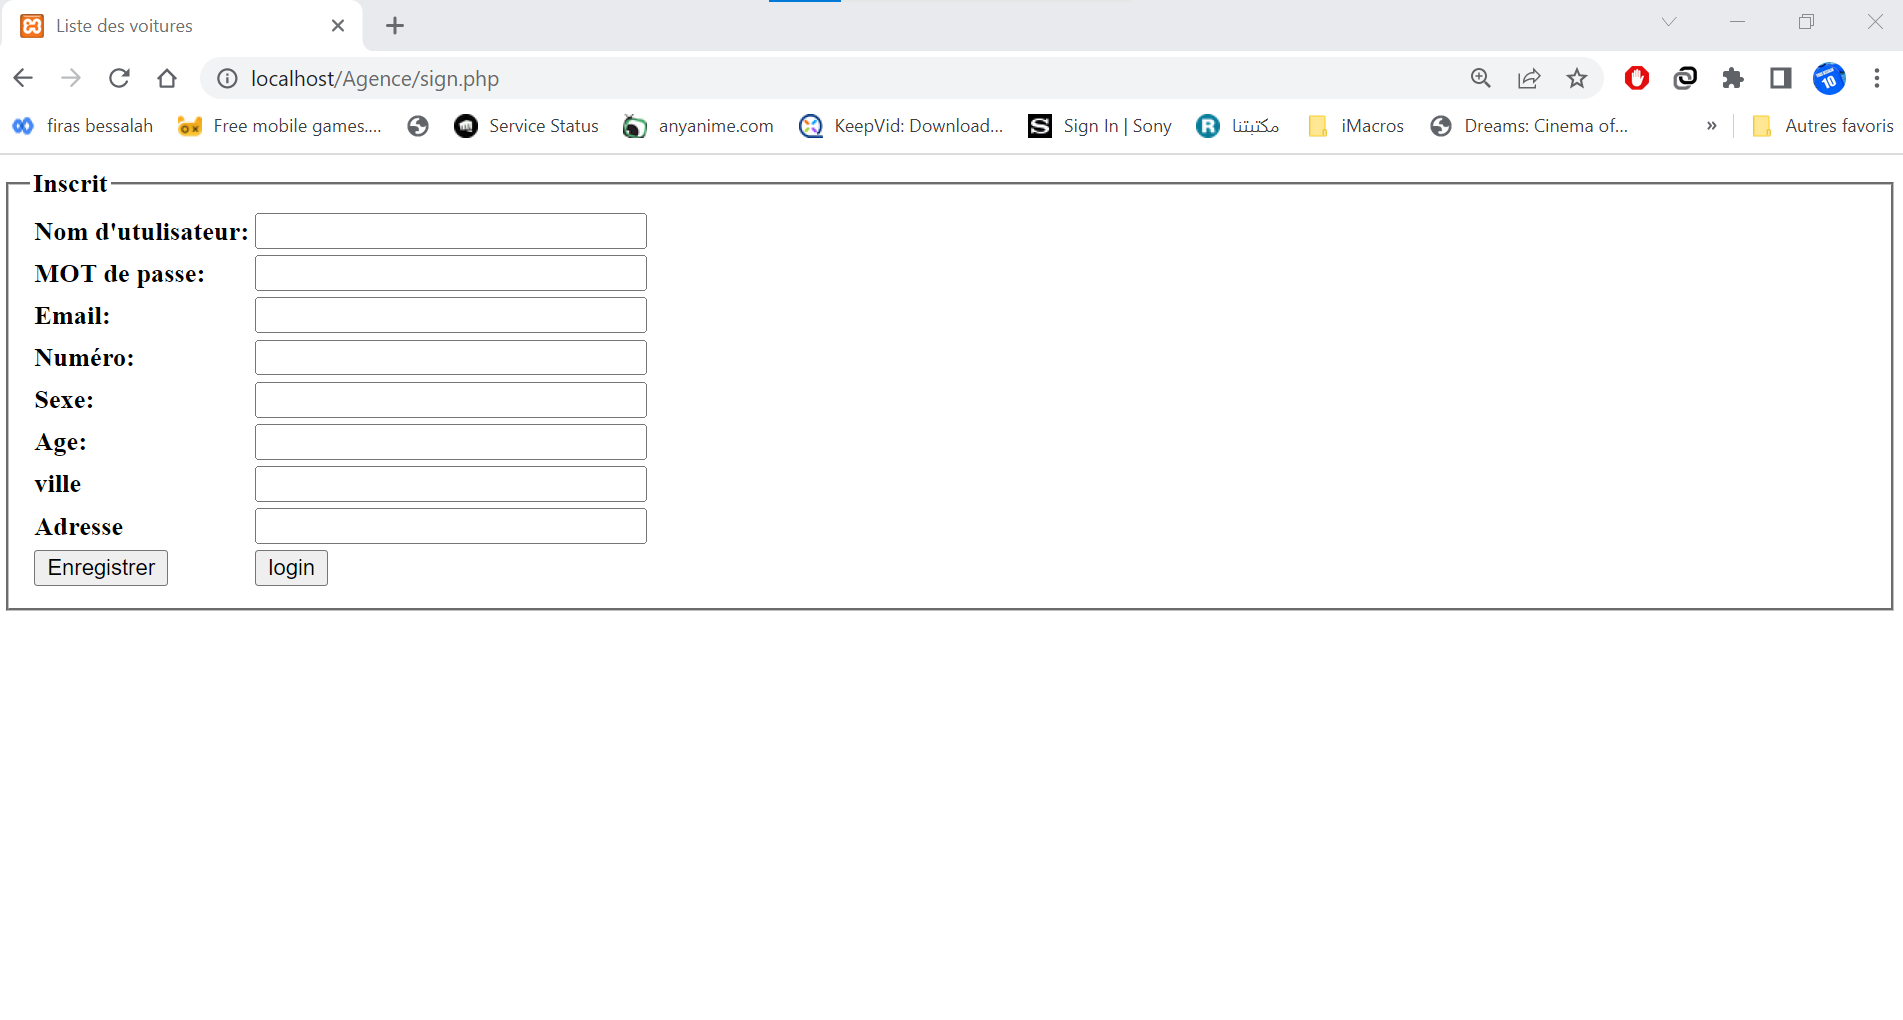 Liste des voitures
localhost/Agence/sign.php
firas bessalah Free mobile games.... Service Status anyanime.com KeepVid: Download... Sign In | Sony مكتبتنا iMacros Dreams: Cinema of... » Autres favoris
Inscrit
Nom d'utulisateur:
MOT de passe:
Email:
Numéro:
Sexe:
Age:
ville
Adresse
Enregistrer login